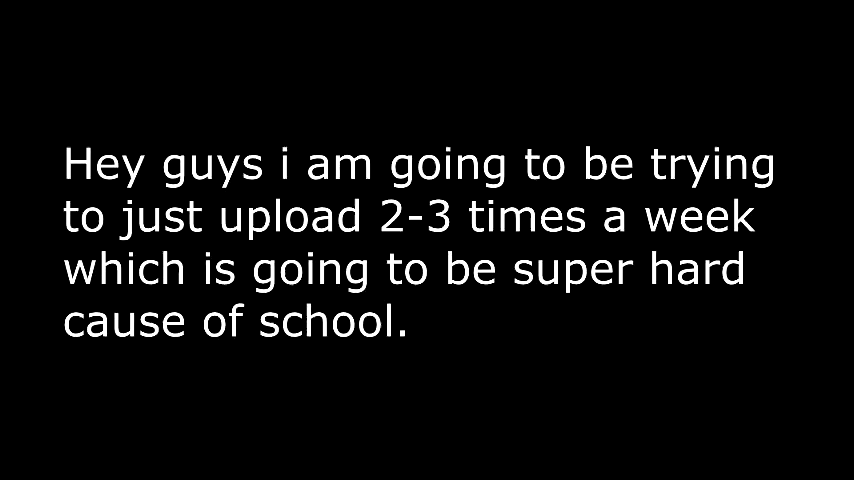 Hey guys i am going to be trying
to just upload 2-3 times a week
which is going to be super hard
cause of school.